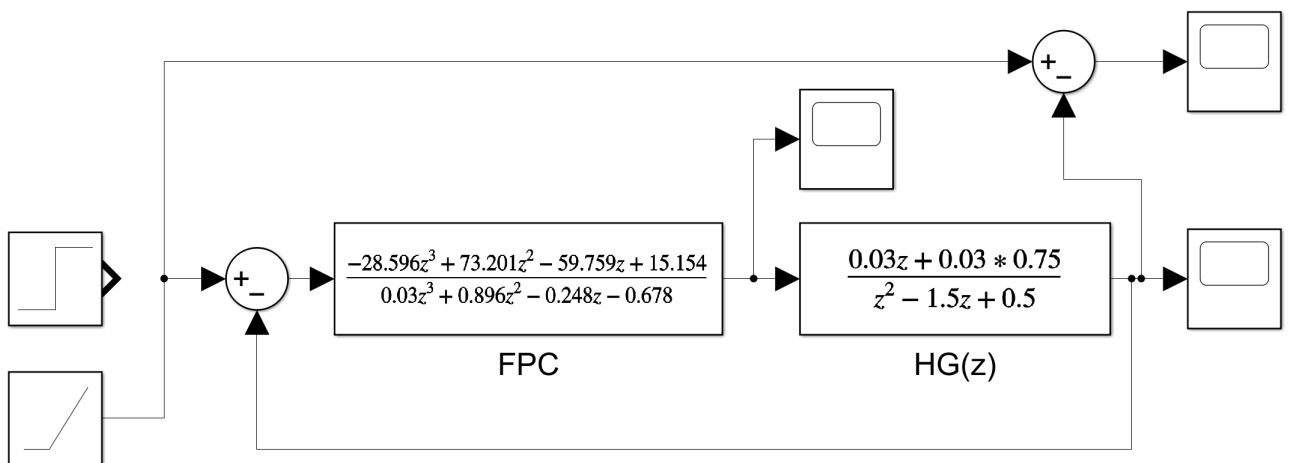 +
−
−28.596z³ + 73.201z² − 59.759z + 15.154
0.03z³ + 0.896z² − 0.248z − 0.678
FPC
0.03z + 0.03 ∗ 0.75
z² − 1.5z + 0.5
HG(z)
+
−